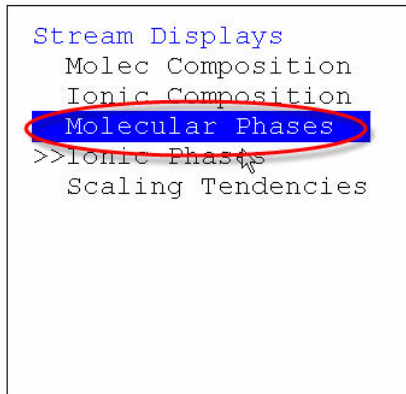 Stream Displays
Molec Composition
Ionic Composition
Molecular Phases
>>Ionic Phases
Scaling Tendencies